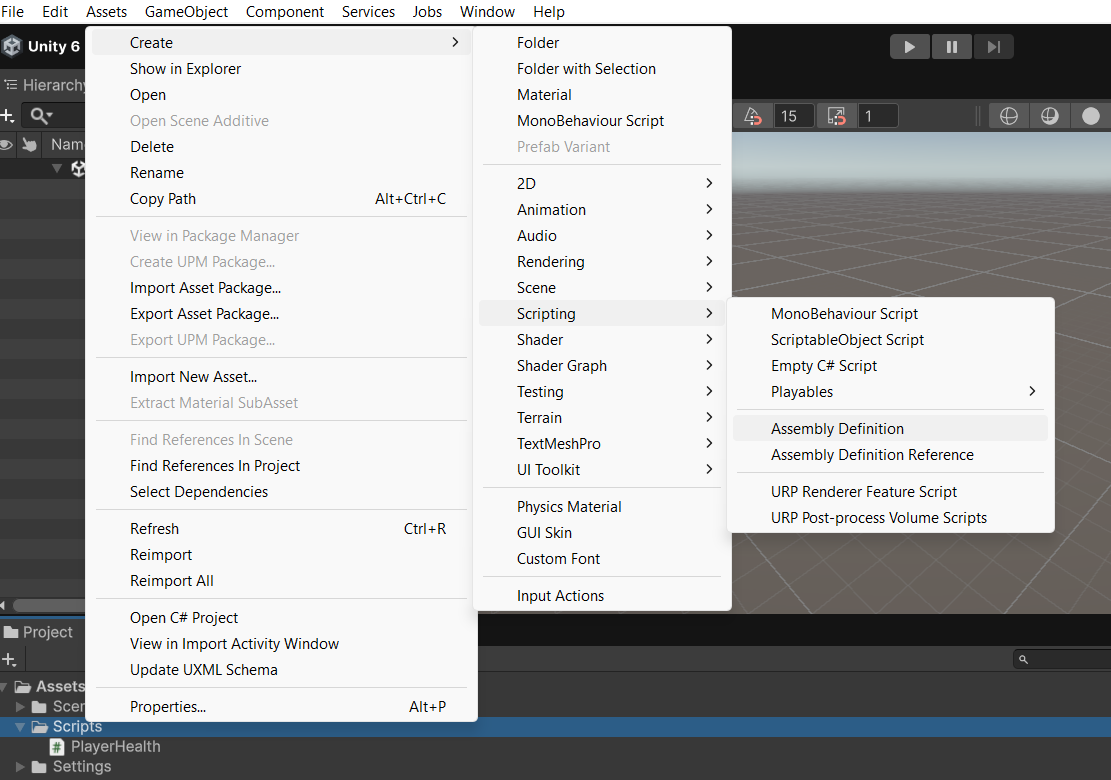 File Edit Assets GameObject Component Services Jobs Window Help
Unity 6
Hierarchy
15
1
Nam
Create
Show in Explorer
Open
Open Scene Additive
Delete
Rename
Copy Path Alt+Ctrl+C
View in Package Manager
Create UPM Package...
Import Asset Package...
Export Asset Package...
Export UPM Package...
Import New Asset...
Extract Material SubAsset
Find References In Scene
Find References In Project
Select Dependencies
Refresh Ctrl+R
Reimport
Reimport All
Open C# Project
View in Import Activity Window
Update UXML Schema
Properties... Alt+P
Folder
Folder with Selection
Material
MonoBehaviour Script
Prefab Variant
2D
Animation
Audio
Rendering
Scene
Scripting
Shader
Shader Graph
Testing
Terrain
TextMeshPro
UI Toolkit
Physics Material
GUI Skin
Custom Font
Input Actions
MonoBehaviour Script
ScriptableObject Script
Empty C# Script
Playables
Assembly Definition
Assembly Definition Reference
URP Renderer Feature Script
URP Post-process Volume Scripts
Project
Assets
Scer
Scripts
PlayerHealth
Settings